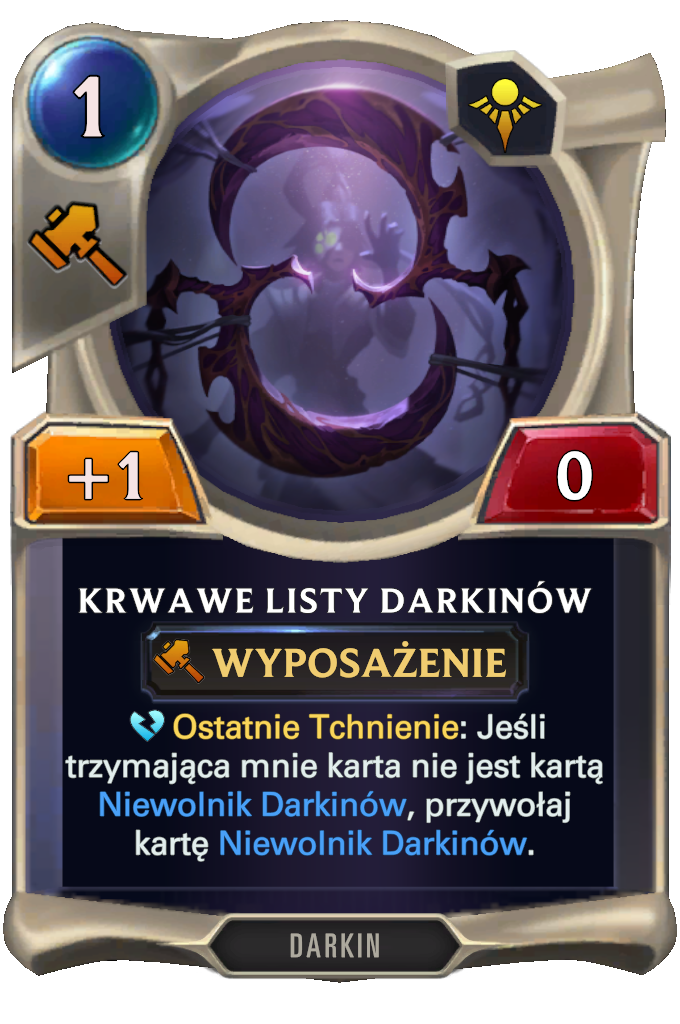 1
+1
0
KRWAWE LISTY DARKINÓW
WYPOSAŻENIE
Ostatnie Tchnienie: Jeśli
trzymająca mnie karta nie jest kartą
Niewolnik Darkinów, przywołaj
kartę Niewolnik Darkinów.
DARKIN